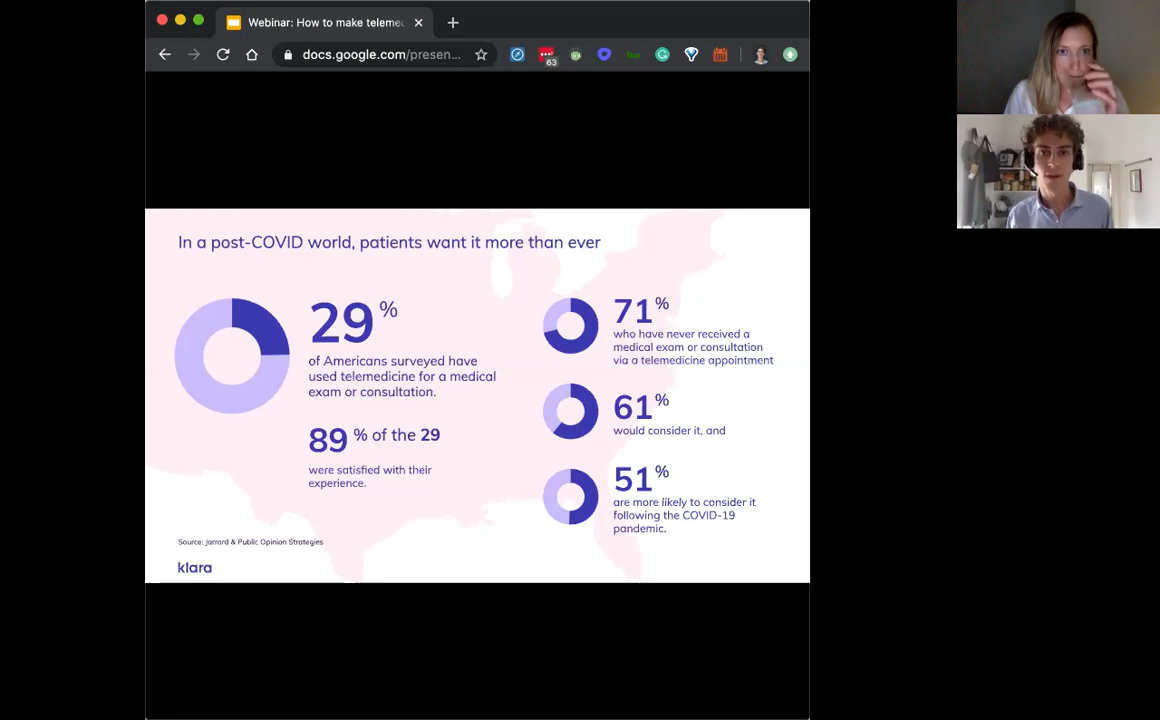 Webinar: How to make teleme
docs.google.com/presen...
63
In a post-COVID world, patients want it more than ever
29%
of Americans surveyed have
used telemedicine for a medical
exam or consultation.
89 % of the 29
were satisfied with their
experience.
71%
who have never received a
medical exam or consultation
via a telemedicine appointment
61%
would consider it, and
51%
are more likely to consider it
following the COVID-19
pandemic.
Source: Jarrard & Public Opinion Strategies
klara